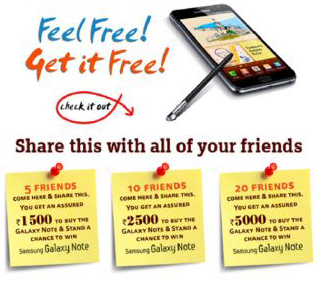 Feel Free!
Get it Free!
check it out
Share this with all of your friends
5 FRIENDS
COME HERE & SHARE THIS.
YOU GET AN ASSURED
₹1500 TO BUY THE
GALAXY NOTE & STAND A
CHANCE TO WIN
Samsung Galaxy Note
10 FRIENDS
COME HERE & SHARE THIS.
YOU GET AN ASSURED
₹2500 TO BUY THE
GALAXY NOTE & STAND A
CHANCE TO WIN
Samsung Galaxy Note
20 FRIENDS
COME HERE & SHARE THIS.
YOU GET AN ASSURED
₹5000 TO BUY THE
GALAXY NOTE & STAND A
CHANCE TO WIN
Samsung Galaxy Note